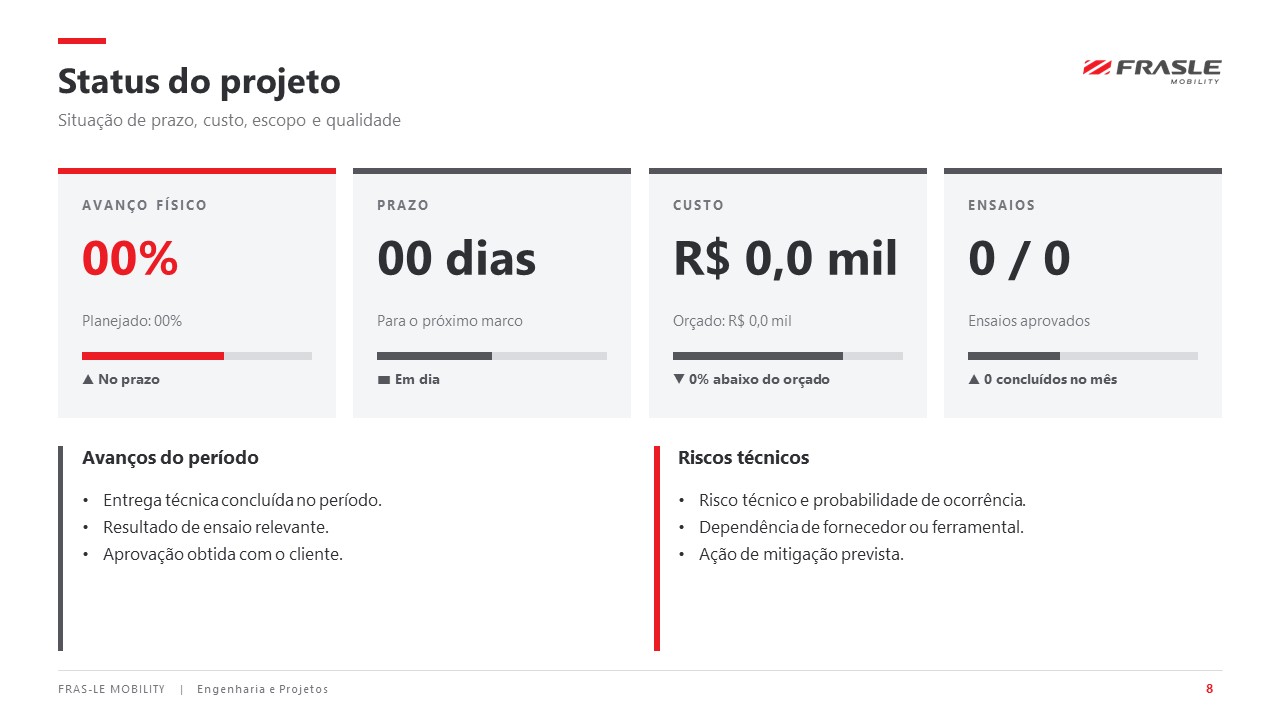 Status do projeto
FRASLE
MOBILITY
Situação de prazo, custo, escopo e qualidade
AVANÇO FÍSICO
00%
Planejado: 00%
▲ No prazo
PRAZO
00 dias
Para o próximo marco
■ Em dia
CUSTO
R$ 0,0 mil
Orçado: R$ 0,0 mil
▼ 0% abaixo do orçado
ENSAIOS
0 / 0
Ensaios aprovados
▲ 0 concluídos no mês
Avanços do período
• Entrega técnica concluída no período.
• Resultado de ensaio relevante.
• Aprovação obtida com o cliente.
Riscos técnicos
• Risco técnico e probabilidade de ocorrência.
• Dependência de fornecedor ou ferramental.
• Ação de mitigação prevista.
FRAS-LE MOBILITY | Engenharia e Projetos
8